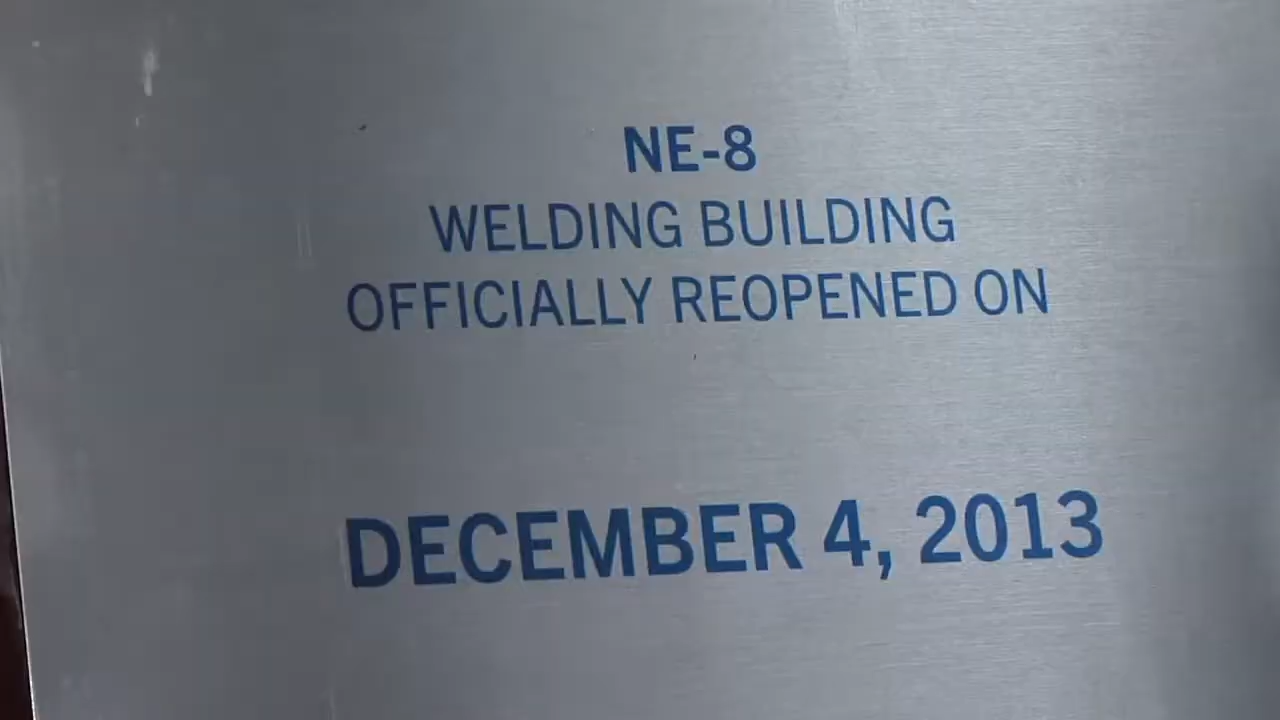 NE-8
WELDING BUILDING
OFFICIALLY REOPENED ON
DECEMBER 4, 2013